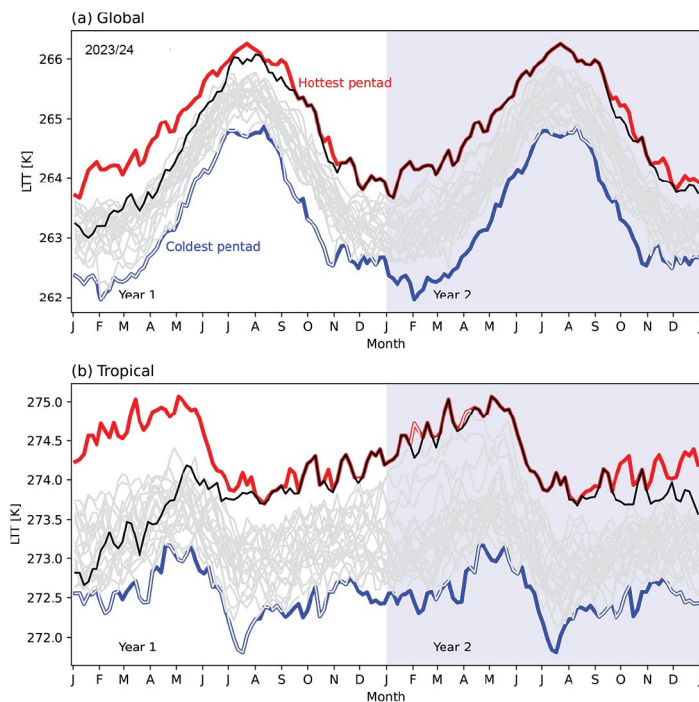 (a) Global
2023/24
266
Hottest pentad
265
LTT [K]
264
263
Coldest pentad
262
Year 1
Year 2
J F M A M J J A S O N D J F M A M J J A S O N D J
Month
(b) Tropical
275.0
274.5
274.0
LTT [K]
273.5
273.0
272.5
272.0
Year 1
Year 2
J F M A M J J A S O N D J F M A M J J A S O N D J
Month